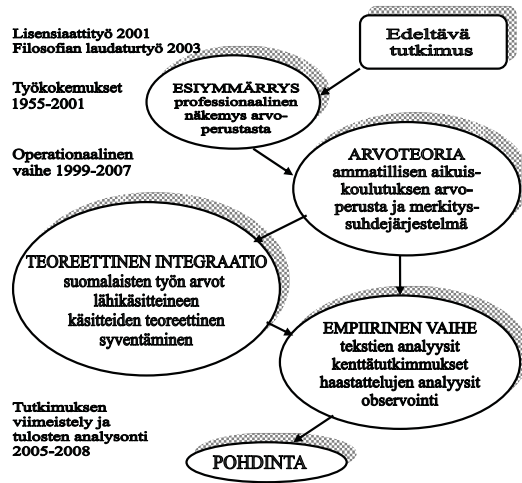 Lisensiaattityö 2001
Filosofian laudaturtyö 2003
Edeltävä
tutkimus
Työkokemukset
1955-2001
ESIYMMÄRRYS
professionaalinen
näkemys arvo-
perustasta
Operationaalinen
vaihe 1999-2007
ARVOTEORIA
ammatillisen aikuis-
koulutuksen arvo-
perusta ja merkitys-
suhdejärjestelmä
TEOREETTINEN INTEGRAATIO
suomalaisten työn arvot
lähikäsitteineen
käsitteiden teoreettinen
syventäminen
EMPIIRINEN VAIHE
tekstien analyysit
kenttätutkimmukset
haastattelujen analyysit
observointi
Tutkimuksen
viimeistely ja
tulosten analysonti
2005-2008
POHDINTA